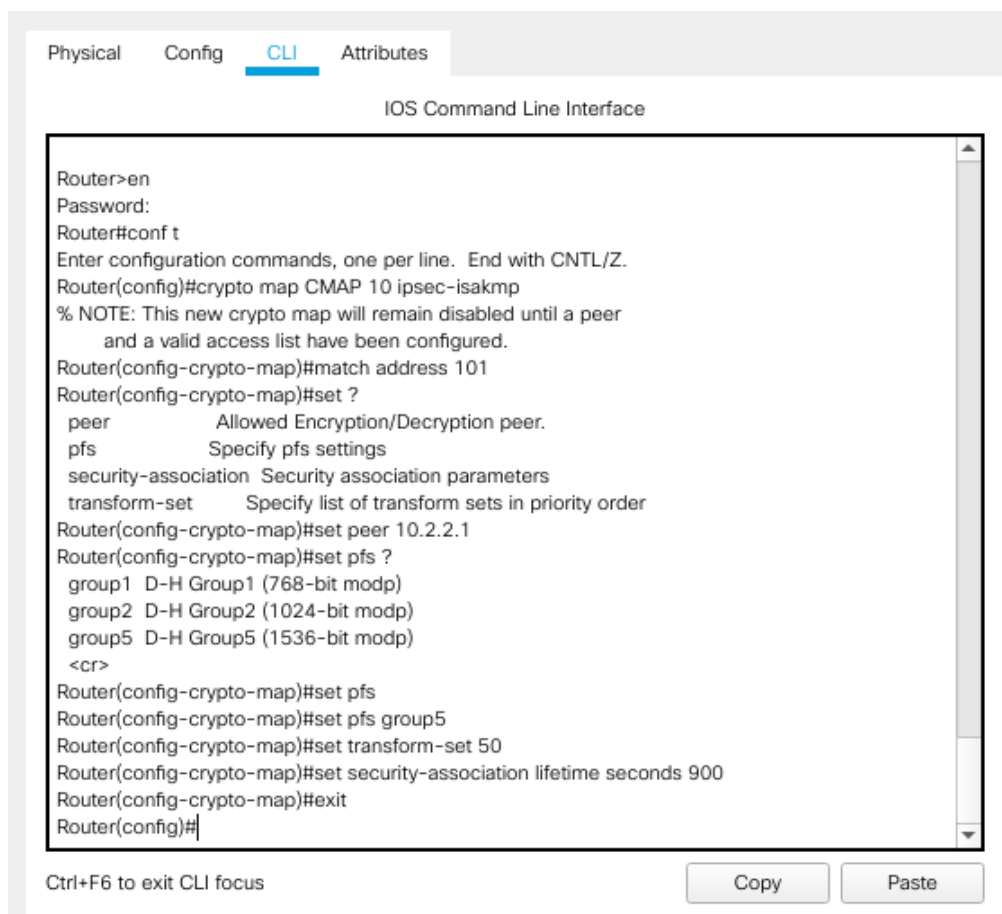 Physical Config CLI Attributes
IOS Command Line Interface
Router>en
Password:
Router#conf t
Enter configuration commands, one per line. End with CNTL/Z.
Router(config)#crypto map CMAP 10 ipsec-isakmp
% NOTE: This new crypto map will remain disabled until a peer
and a valid access list have been configured.
Router(config-crypto-map)#match address 101
Router(config-crypto-map)#set ?
peer Allowed Encryption/Decryption peer.
pfs Specify pfs settings
security-association Security association parameters
transform-set Specify list of transform sets in priority order
Router(config-crypto-map)#set peer 10.2.2.1
Router(config-crypto-map)#set pfs ?
group1 D-H Group1 (768-bit modp)
group2 D-H Group2 (1024-bit modp)
group5 D-H Group5 (1536-bit modp)
<cr>
Router(config-crypto-map)#set pfs
Router(config-crypto-map)#set pfs group5
Router(config-crypto-map)#set transform-set 50
Router(config-crypto-map)#set security-association lifetime seconds 900
Router(config-crypto-map)#exit
Router(config)#
Ctrl+F6 to exit CLI focus Copy Paste